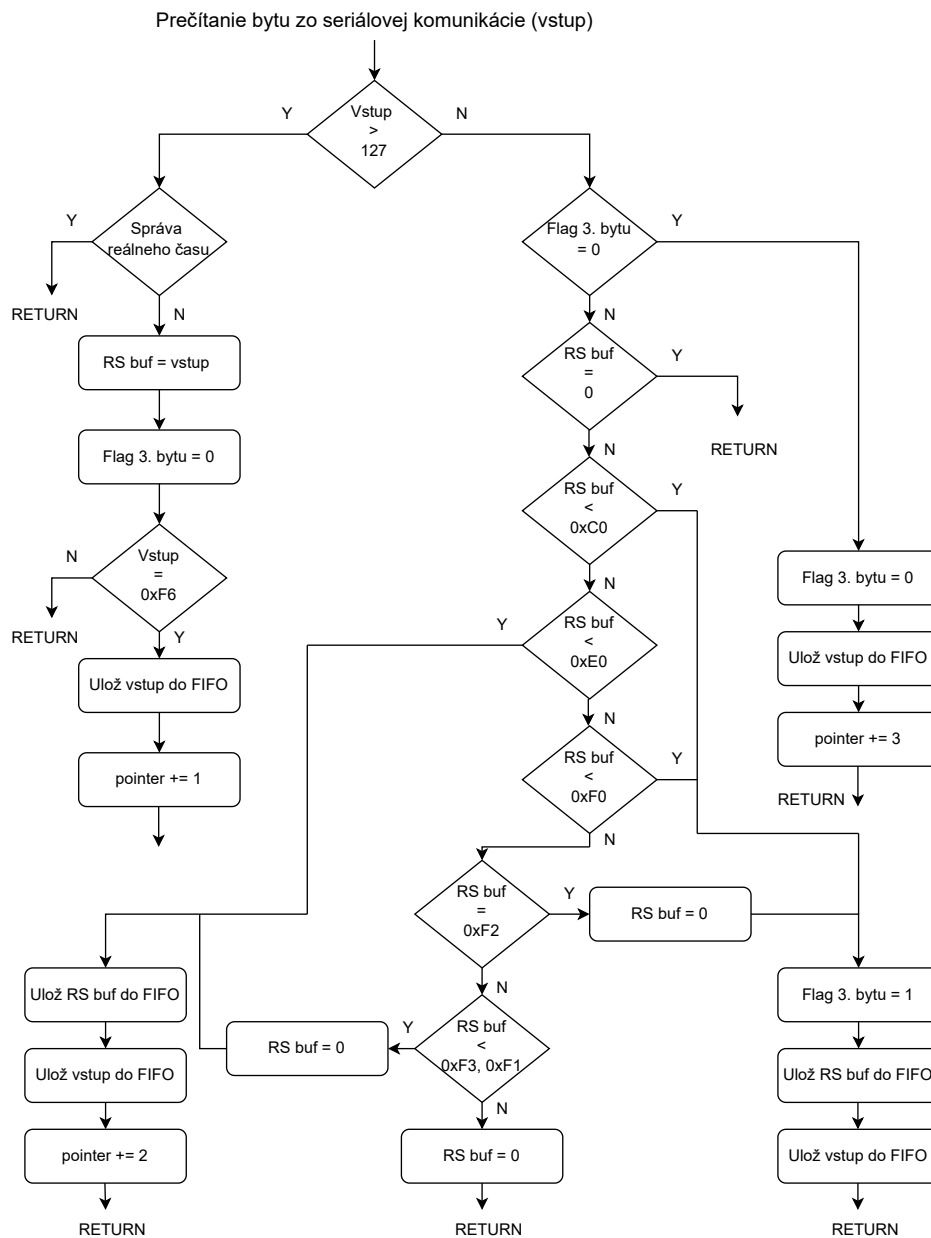 Prečítanie bytu zo seriálovej komunikácie (vstup)
Y
Vstup
>
127
N
Y
Správa
reálneho času
RETURN
N
RS buf = vstup
Flag 3. bytu = 0
N
Vstup
=
0xF6
RETURN
Y
Ulož vstup do FIFO
pointer += 1
Flag 3. bytu
= 0
Y
N
RS buf
=
0
Y
RETURN
N
RS buf
<
0xC0
Y
N
Y
RS buf
<
0xE0
N
RS buf
<
0xF0
Y
N
Flag 3. bytu = 0
Ulož vstup do FIFO
pointer += 3
RETURN
RS buf
=
0xF2
Y
RS buf = 0
N
RS buf
<
0xF3, 0xF1
Y
RS buf = 0
N
RS buf = 0
RETURN
Ulož RS buf do FIFO
Ulož vstup do FIFO
pointer += 2
RETURN
Flag 3. bytu = 1
Ulož RS buf do FIFO
Ulož vstup do FIFO
RETURN